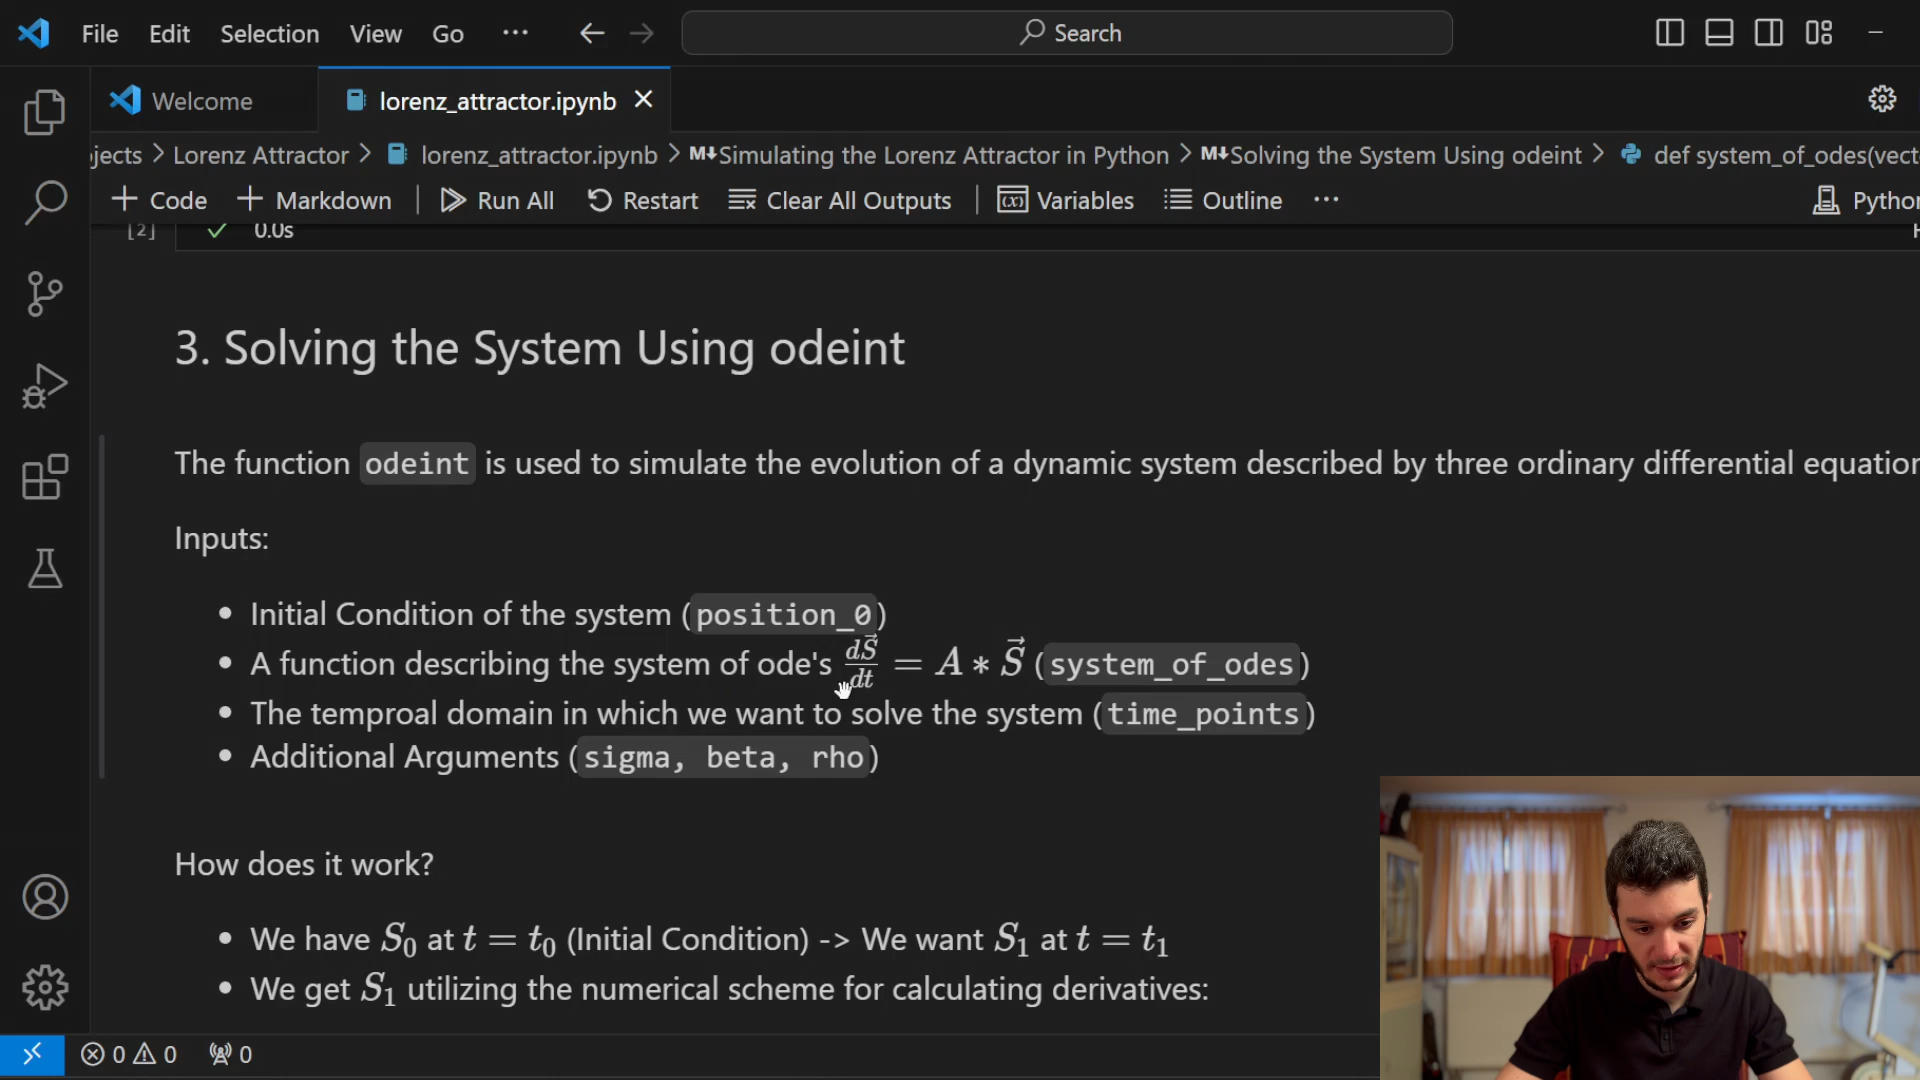 File Edit Selection View Go ··· Search
Welcome lorenz_attractor.ipynb
jects > Lorenz Attractor > lorenz_attractor.ipynb > M↓Simulating the Lorenz Attractor in Python > M↓Solving the System Using odeint > def system_of_odes(vect
+ Code + Markdown Run All Restart Clear All Outputs Variables Outline ··· Python
[2] 0.0s
3. Solving the System Using odeint
The function odeint is used to simulate the evolution of a dynamic system described by three ordinary differential equation
Inputs:
• Initial Condition of the system (position_0)
• A function describing the system of ode's dS⃗/dt = A * S⃗ (system_of_odes)
• The temproal domain in which we want to solve the system (time_points)
• Additional Arguments (sigma, beta, rho)
How does it work?
• We have S₀ at t = t₀ (Initial Condition) -> We want S₁ at t = t₁
• We get S₁ utilizing the numerical scheme for calculating derivatives:
0 0 0